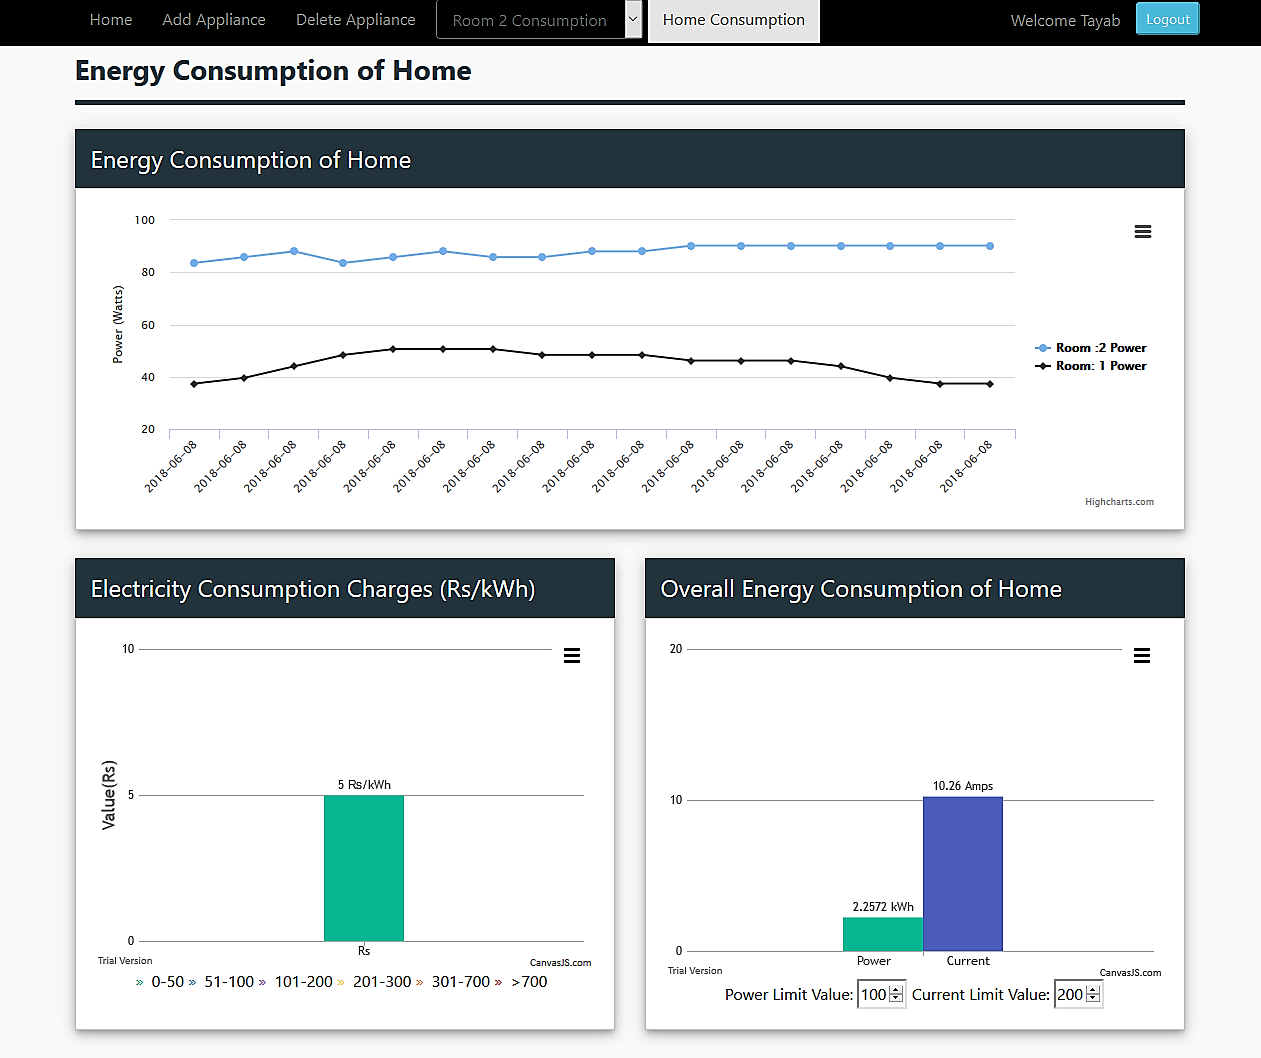 Home Add Appliance Delete Appliance Room 2 Consumption Home Consumption Welcome Tayab Logout
Energy Consumption of Home
Energy Consumption of Home
100
80
60
40
20
Power (Watts)
Room :2 Power
Room: 1 Power
2018-06-08 2018-06-08 2018-06-08 2018-06-08 2018-06-08 2018-06-08 2018-06-08 2018-06-08 2018-06-08 2018-06-08 2018-06-08 2018-06-08 2018-06-08 2018-06-08 2018-06-08 2018-06-08 2018-06-08
Highcharts.com
Electricity Consumption Charges (Rs/kWh)
10
5 Rs/kWh
5
Value(Rs)
0
Rs
Trial Version CanvasJS.com
» 0-50 » 51-100 » 101-200 » 201-300 » 301-700 » >700
Overall Energy Consumption of Home
20
10.26 Amps
10
2.2572 kWh
0
Power Current
Trial Version CanvasJS.com
Power Limit Value: 100 Current Limit Value: 200